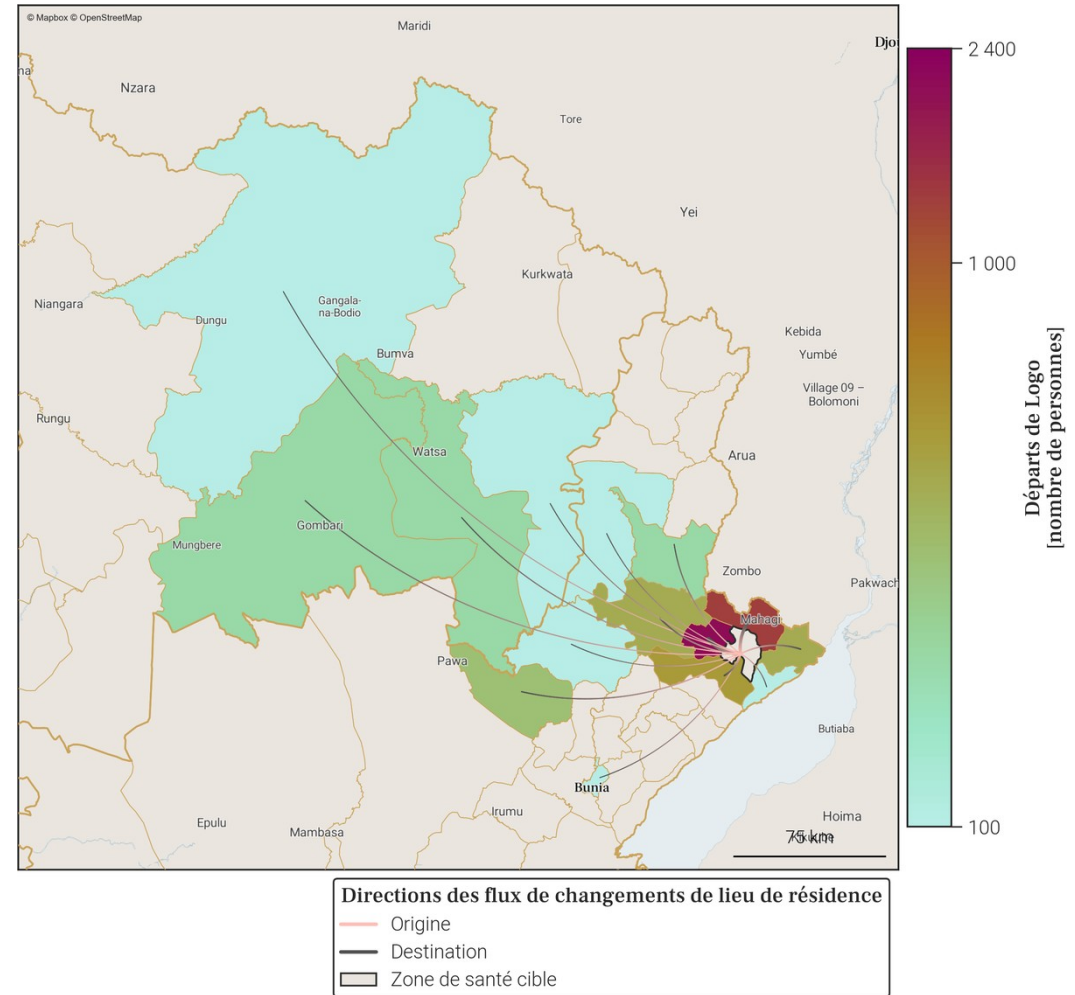 © Mapbox © OpenStreetMap
Maridi
Djou
na
Nzara
Tore
Yei
Kurkwata
Niangara
Gangala-
na-Bodio
Dungu
Kebida
Bumva
Yumbé
Village 09 –
Bolomoni
Rungu
Watsa
Arua
Gombari
Mungbere
Zombo
Pakwach
Mahagi
Pawa
Butiaba
Bunia
Irumu
Hoima
Epulu
Mambasa
75 km
2 400
1 000
100
Départs de Logo
[nombre de personnes]
Directions des flux de changements de lieu de résidence
Origine
Destination
Zone de santé cible